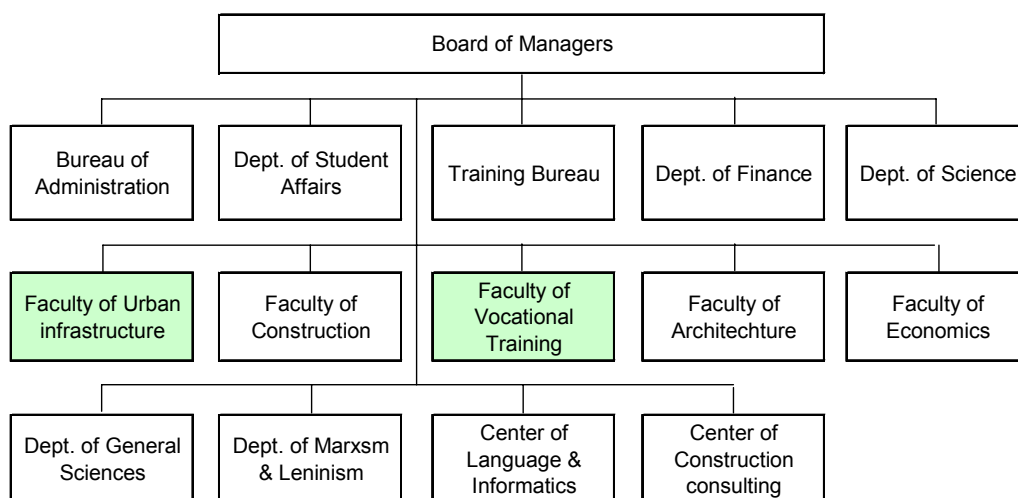 Board of Managers
Bureau of
Administration
Dept. of Student
Affairs
Training Bureau
Dept. of Finance
Dept. of Science
Faculty of Urban
infrastructure
Faculty of
Construction
Faculty of
Vocational
Training
Faculty of
Architechture
Faculty of
Economics
Dept. of General
Sciences
Dept. of Marxsm
& Leninism
Center of
Language &
Informatics
Center of
Construction
consulting